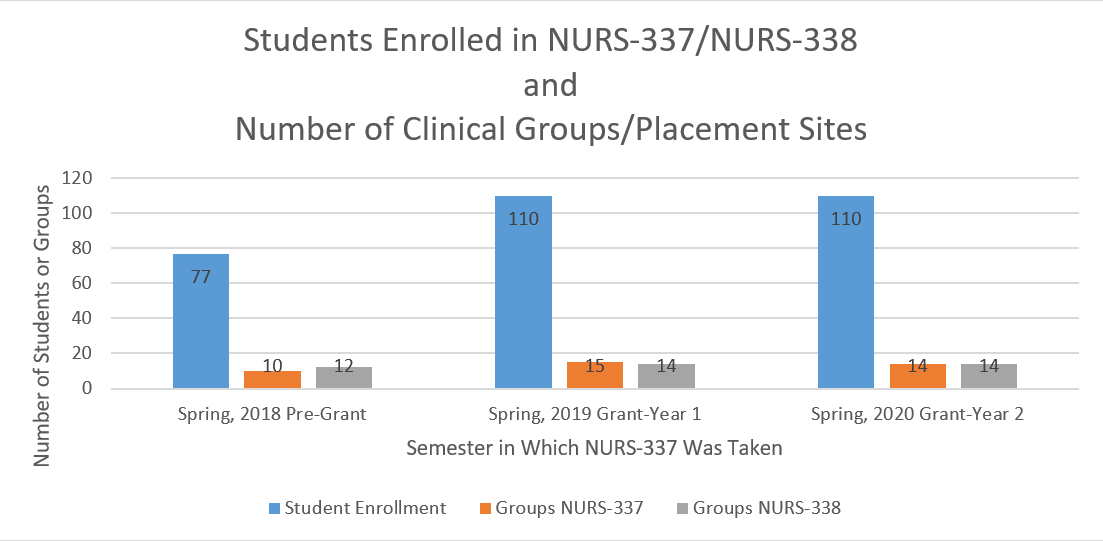 Students Enrolled in NURS-337/NURS-338
and
Number of Clinical Groups/Placement Sites
Number of Students or Groups
120
100
80
60
40
20
0
77
10
12
110
15
14
110
14
14
Spring, 2018 Pre-Grant
Spring, 2019 Grant-Year 1
Spring, 2020 Grant-Year 2
Semester in Which NURS-337 Was Taken
Student Enrollment
Groups NURS-337
Groups NURS-338